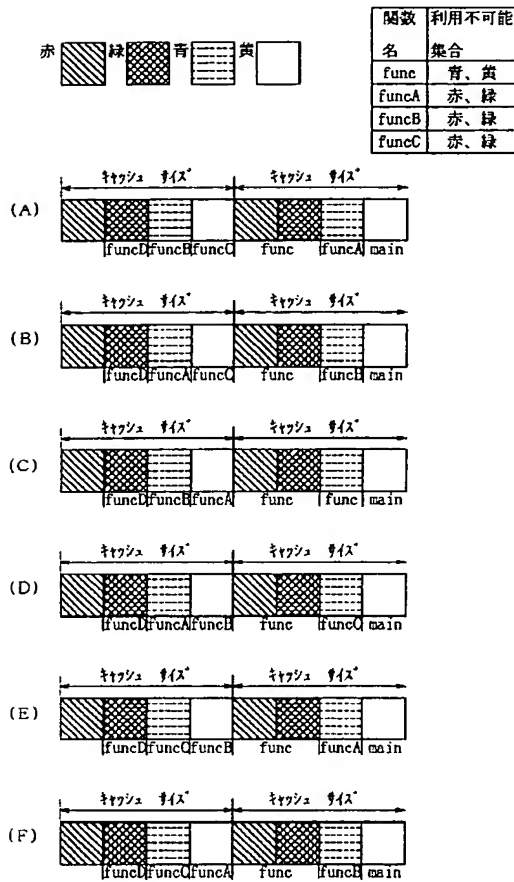 赤 緑 青 黄
関数名 利用不可能集合
func 青、黄
funcA 赤、緑
funcB 赤、緑
funcC 赤、緑
キャッシュ サイズ キャッシュ サイズ
(A)
funcD funcB funcC func funcA main
キャッシュ サイズ キャッシュ サイズ
(B)
funcD funcA funcC func funcB main
キャッシュ サイズ キャッシュ サイズ
(C)
funcD funcB funcA func func main
キャッシュ サイズ キャッシュ サイズ
(D)
funcD funcA funcB func funcC main
キャッシュ サイズ キャッシュ サイズ
(E)
funcD funcC funcB func funcA main
キャッシュ サイズ キャッシュ サイズ
(F)
funcD funcC funcA func funcB main